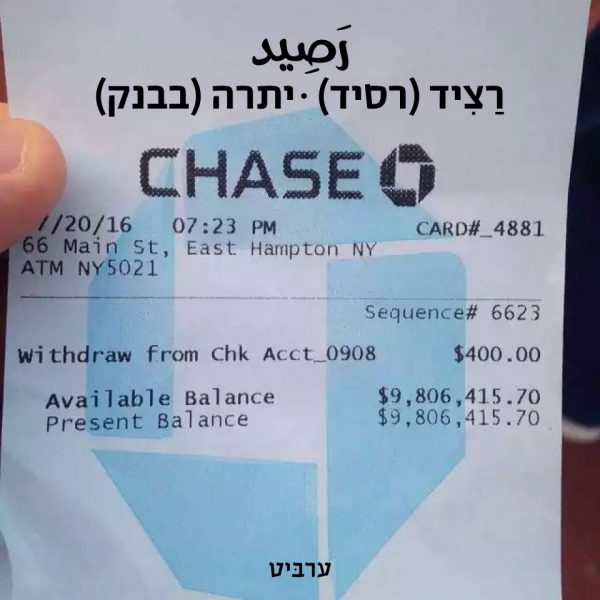 رَصِيد
רַצִיד (רסיד) · יתרה (בבנק)
CHASE
7/20/16 07:23 PM CARD#_4881
66 Main St, East Hampton NY
ATM NY5021
Sequence# 6623
Withdraw from Chk Acct_0908 $400.00
Available Balance $9,806,415.70
Present Balance $9,806,415.70
ערביט